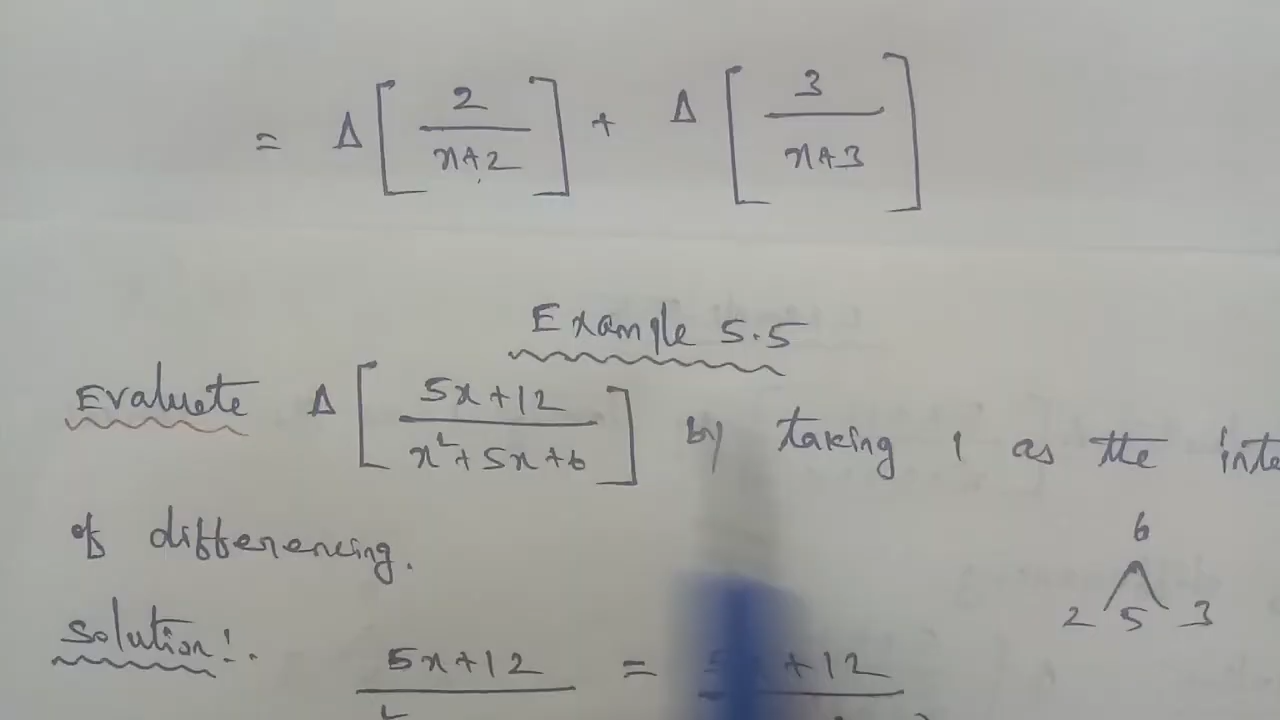 = Δ [ 2 / x+2 ] + Δ [ 3 / x+3 ]
Example 5.5
Evaluate Δ [ 5x+12 / x²+5x+6 ] by taking 1 as the
of differencing.
6
2 5 3
Solution:.
5x+12 = + 12